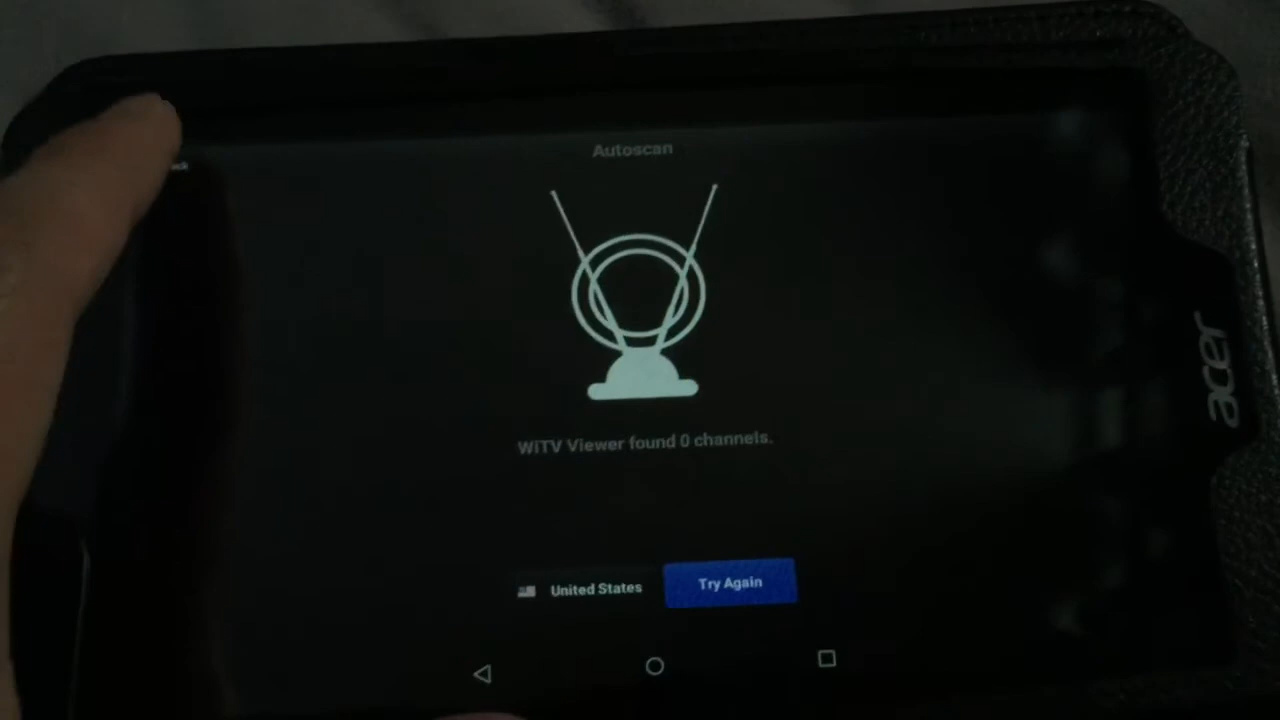 Autoscan
WiTV Viewer found 0 channels.
United States
Try Again
acer